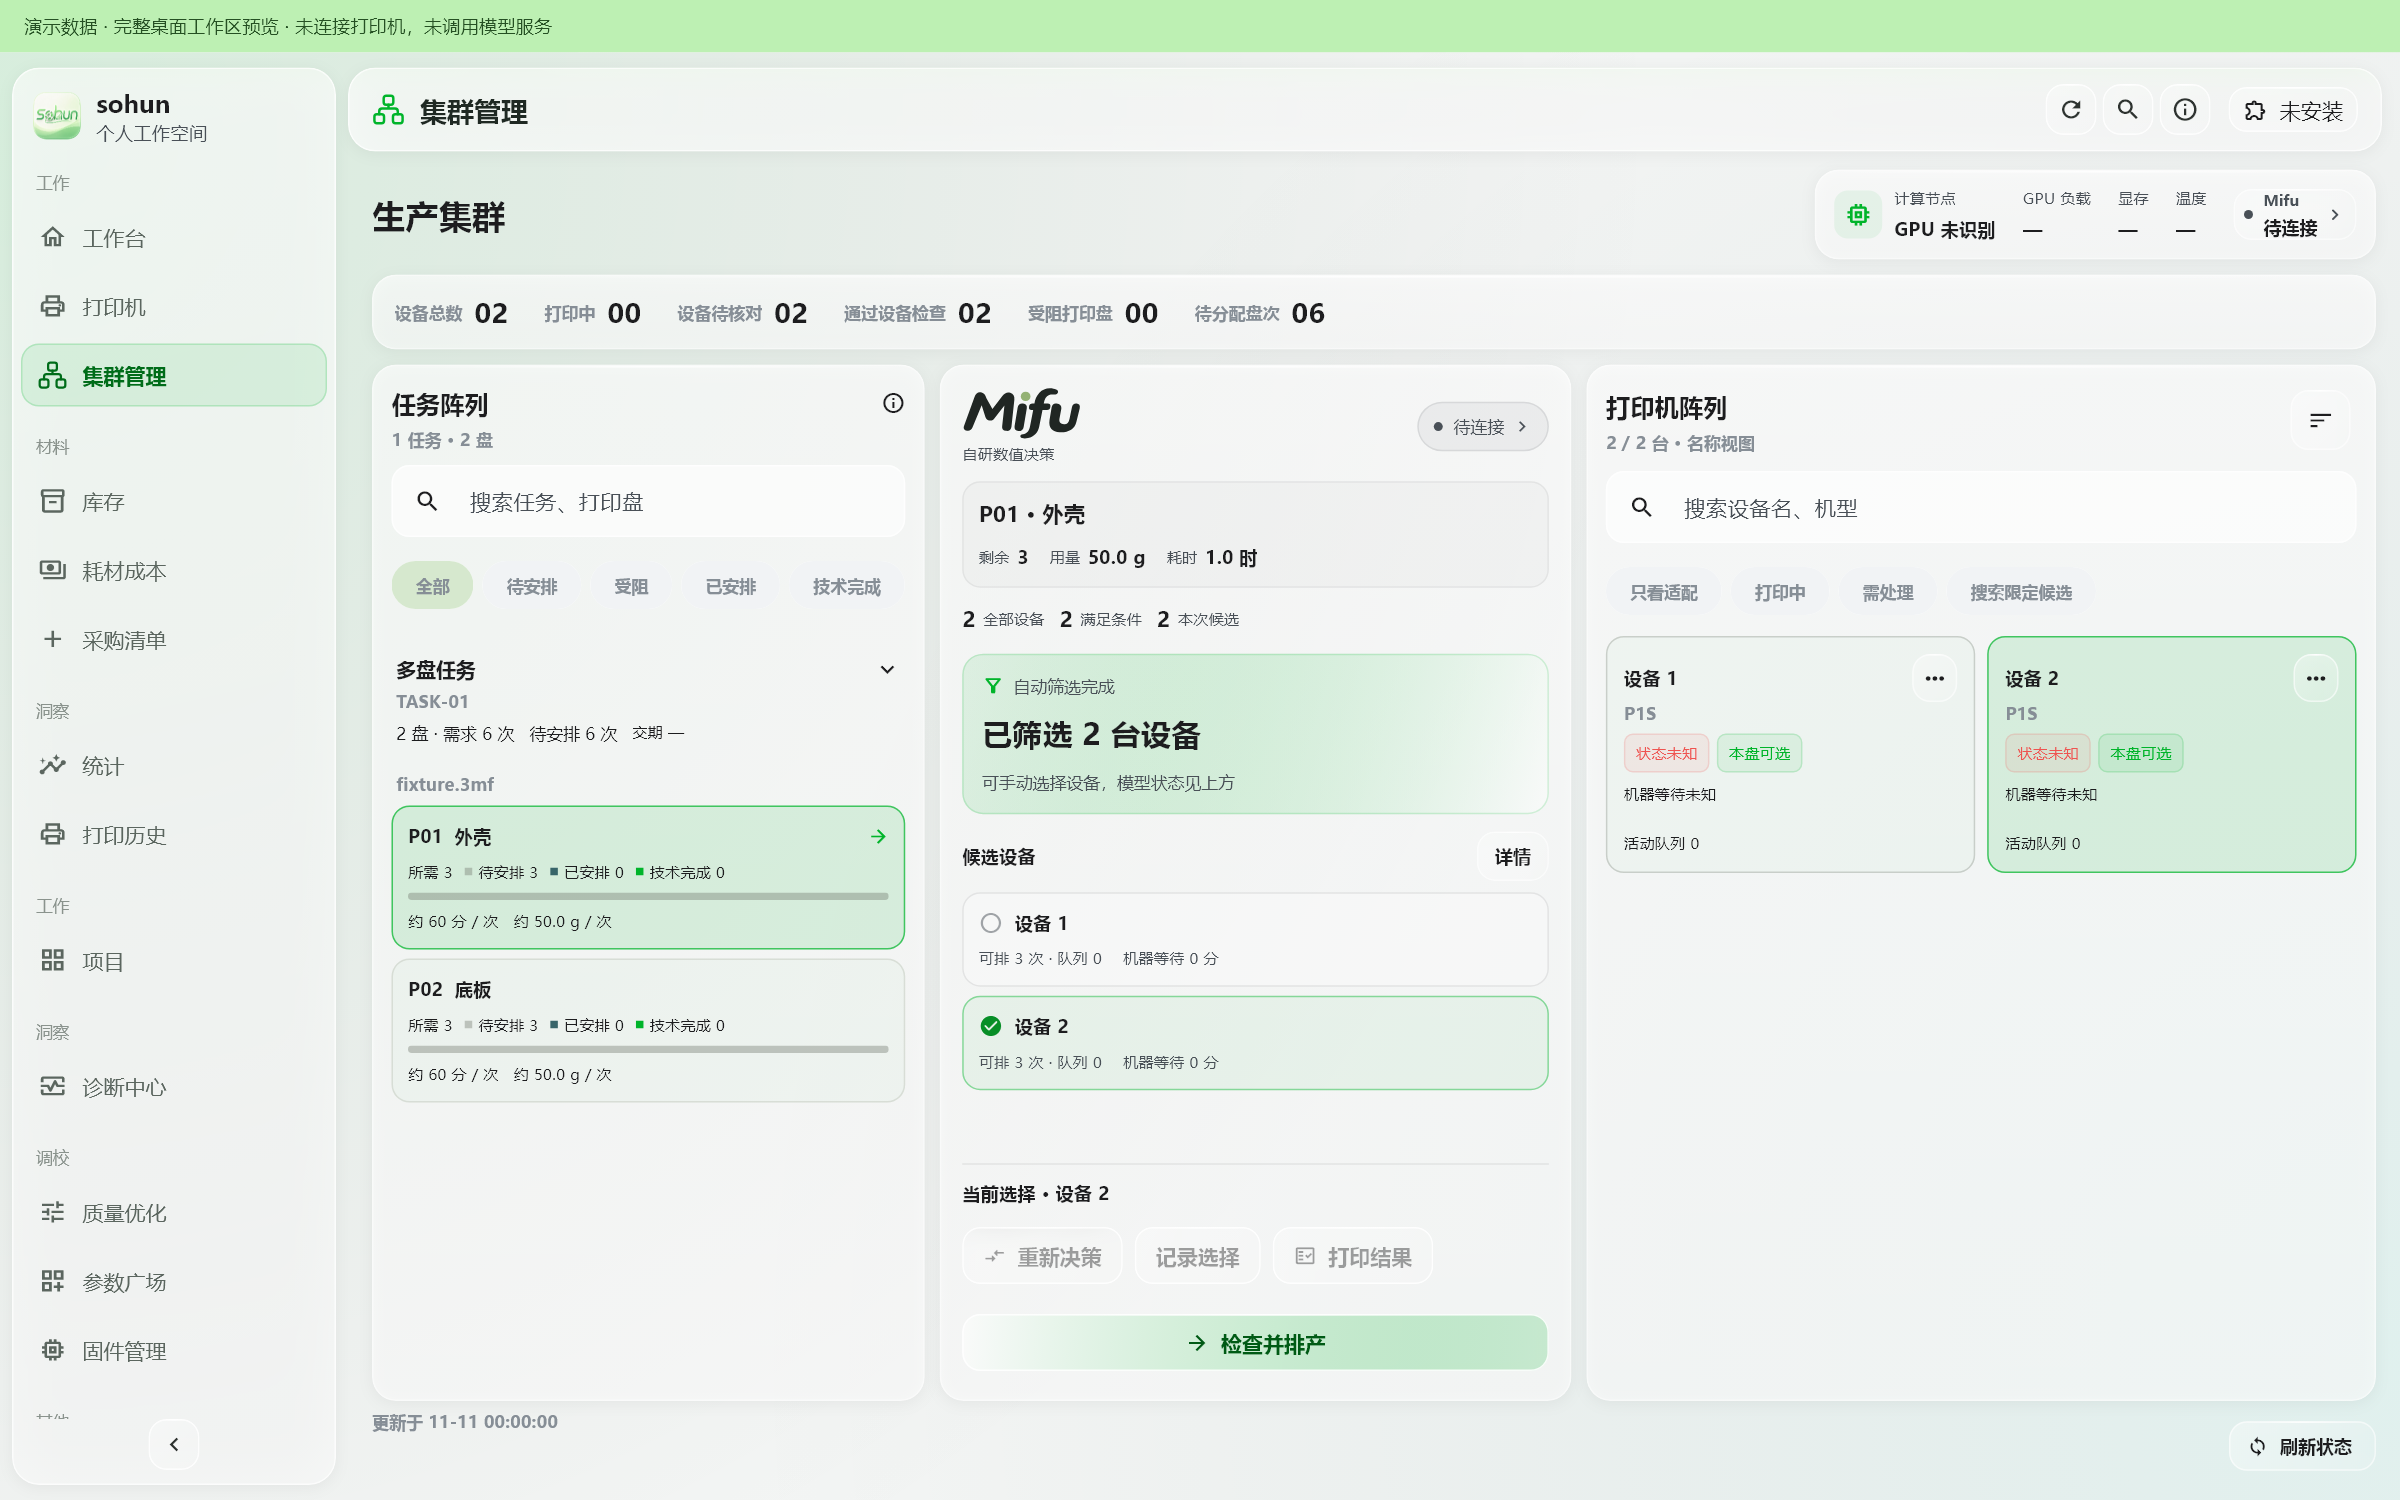 演示数据 · 完整桌面工作区预览 · 未连接打印机，未调用模型服务
Sohun
sohun
个人工作空间
工作
工作台
打印机
集群管理
材料
库存
耗材成本
采购清单
洞察
统计
打印历史
工作
项目
洞察
诊断中心
调校
质量优化
参数广场
固件管理
集群管理
未安装
生产集群
计算节点
GPU 未识别
GPU 负载
—
显存
—
温度
—
Mifu
待连接
设备总数 02 打印中 00 设备待核对 02 通过设备检查 02 受阻打印盘 00 待分配盘次 06
任务阵列
1 任务 • 2 盘
搜索任务、打印盘
全部 待安排 受阻 已安排 技术完成
多盘任务
TASK-01
2 盘 · 需求 6 次 待安排 6 次 交期 —
fixture.3mf
P01 外壳
所需 3 待安排 3 已安排 0 技术完成 0
约 60 分 / 次 约 50.0 g / 次
P02 底板
所需 3 待安排 3 已安排 0 技术完成 0
约 60 分 / 次 约 50.0 g / 次
Mifu
自研数值决策
待连接
P01 • 外壳
剩余 3 用量 50.0 g 耗时 1.0 时
2 全部设备 2 满足条件 2 本次候选
自动筛选完成
已筛选 2 台设备
可手动选择设备，模型状态见上方
候选设备
详情
设备 1
可排 3 次 · 队列 0 机器等待 0 分
设备 2
可排 3 次 · 队列 0 机器等待 0 分
当前选择 • 设备 2
重新决策 记录选择 打印结果
检查并排产
打印机阵列
2 / 2 台 • 名称视图
搜索设备名、机型
只看适配 打印中 需处理 搜索限定候选
设备 1
P1S
状态未知 本盘可选
机器等待未知
活动队列 0
设备 2
P1S
状态未知 本盘可选
机器等待未知
活动队列 0
更新于 11-11 00:00:00
刷新状态